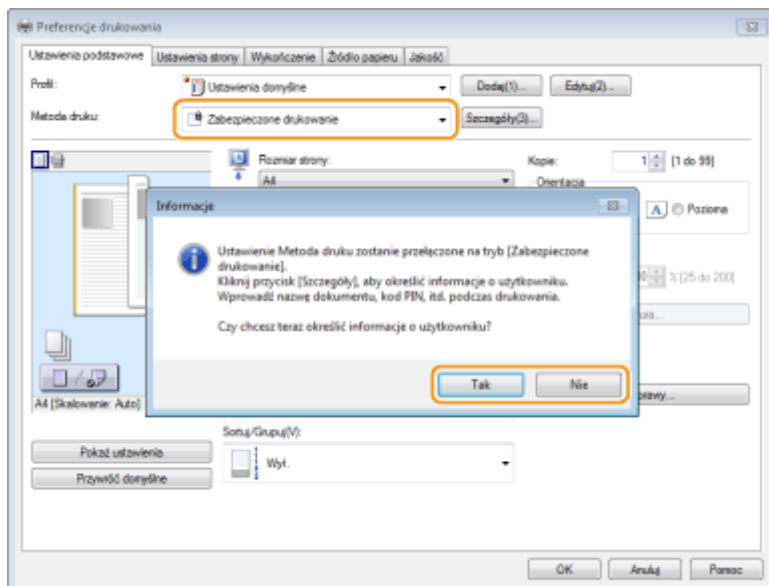 Preferencje drukowania
Ustawienia podstawowe Ustawienia strony Wykończenie Źródło papieru Jakość
Profil: Ustawienia domyślne Dodaj(1)... Edytuj(2)...
Metoda druku: Zabezpieczone drukowanie Szczegóły(3)...
Rozmiar strony: Kopie: 1 [1 do 99]
A4 Orientacja
A Pozioma
Informacje
Ustawienie Metoda druku zostanie przełączone na tryb [Zabezpieczone
drukowanie].
Kliknij przycisk [Szczegóły], aby określić informacje o użytkowniku.
Wprowadź nazwę dokumentu, kod PIN, itd. podczas drukowania.
% [25 do 200]
Czy chcesz teraz określić informacje o użytkowniku?
Tak Nie
A4 [Skalowanie: Auto]
Sortuj/Grupuj(V):
Pokaż ustawienia
Wył.
Przywróć domyślne
OK Anuluj Pomoc